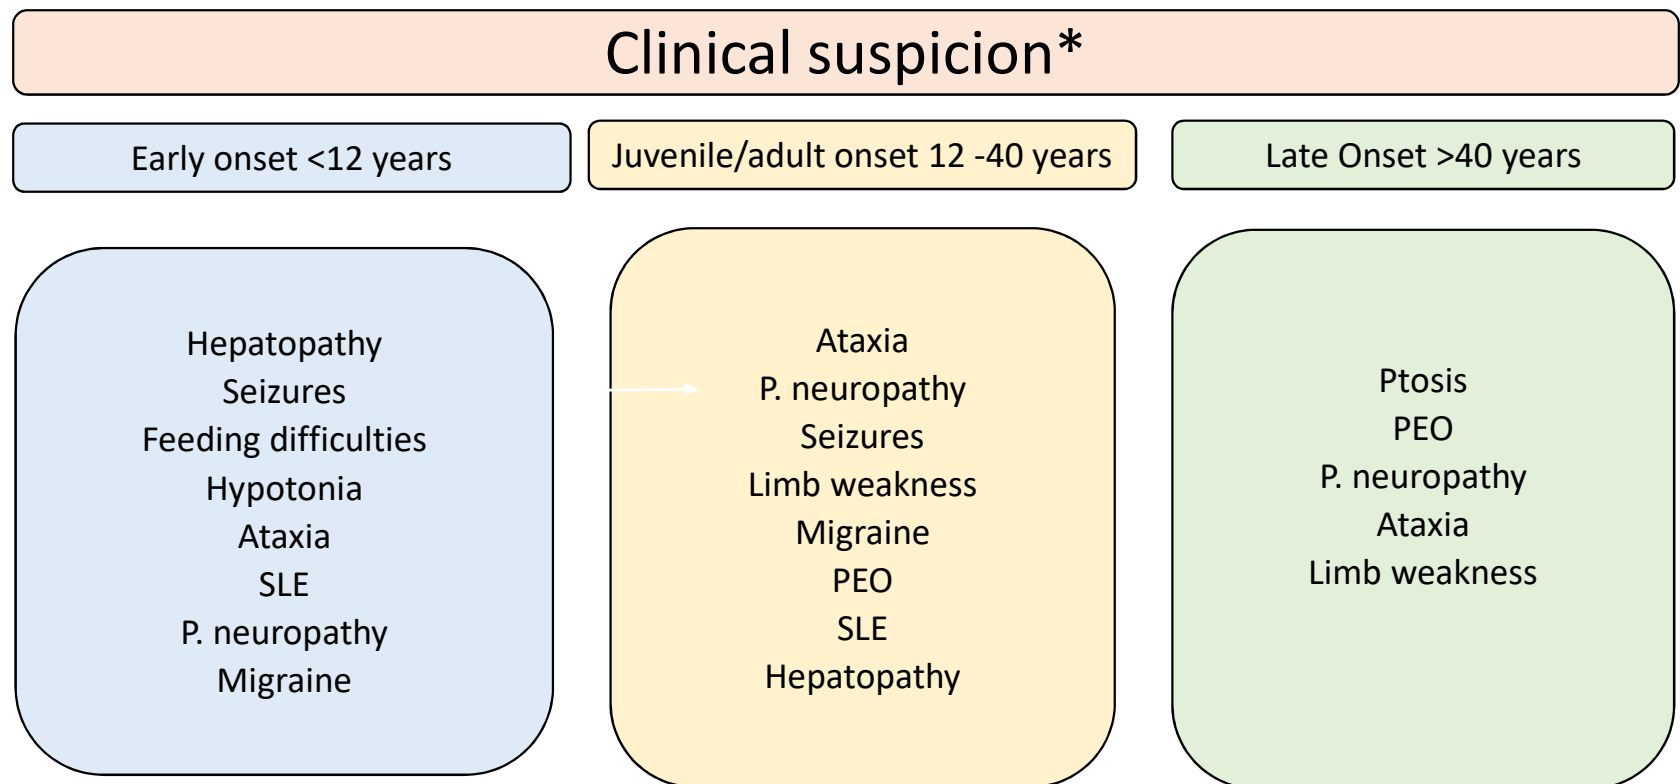 Clinical suspicion*
Early onset <12 years
Juvenile/adult onset 12 -40 years
Late Onset >40 years
Hepatopathy
Seizures
Feeding difficulties
Hypotonia
Ataxia
SLE
P. neuropathy
Migraine
Ataxia
P. neuropathy
Seizures
Limb weakness
Migraine
PEO
SLE
Hepatopathy
Ptosis
PEO
P. neuropathy
Ataxia
Limb weakness